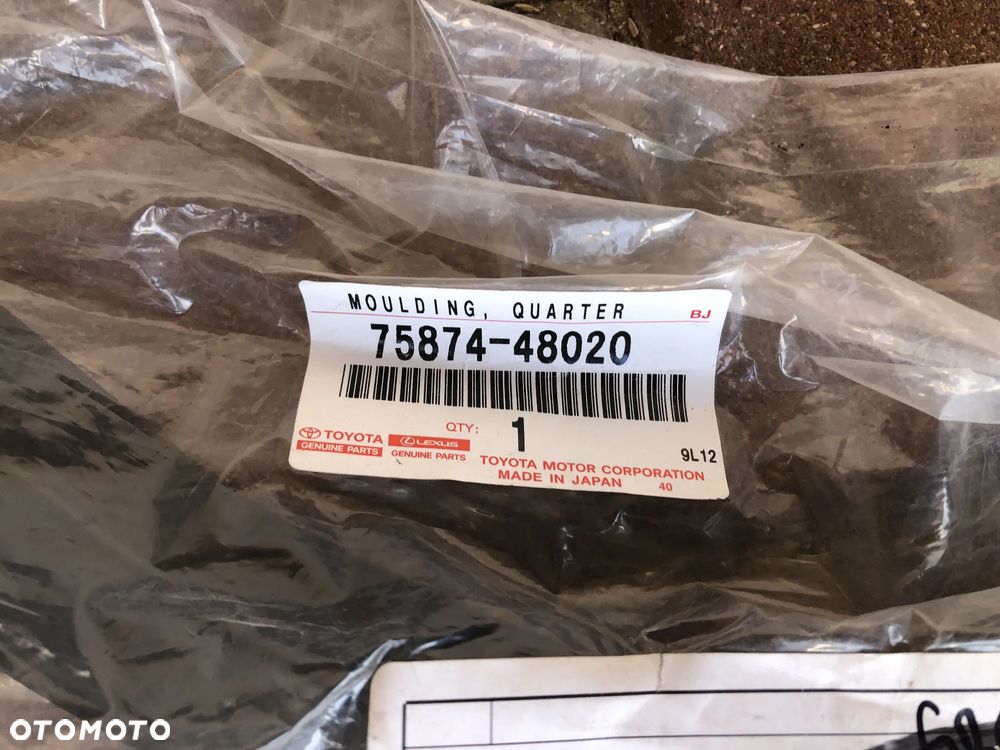 MOULDING, QUARTER BJ
75874-48020
QTY: 1
TOYOTA LEXUS
GENUINE PARTS GENUINE PARTS
9L12
TOYOTA MOTOR CORPORATION
MADE IN JAPAN 40
OTOMOTO